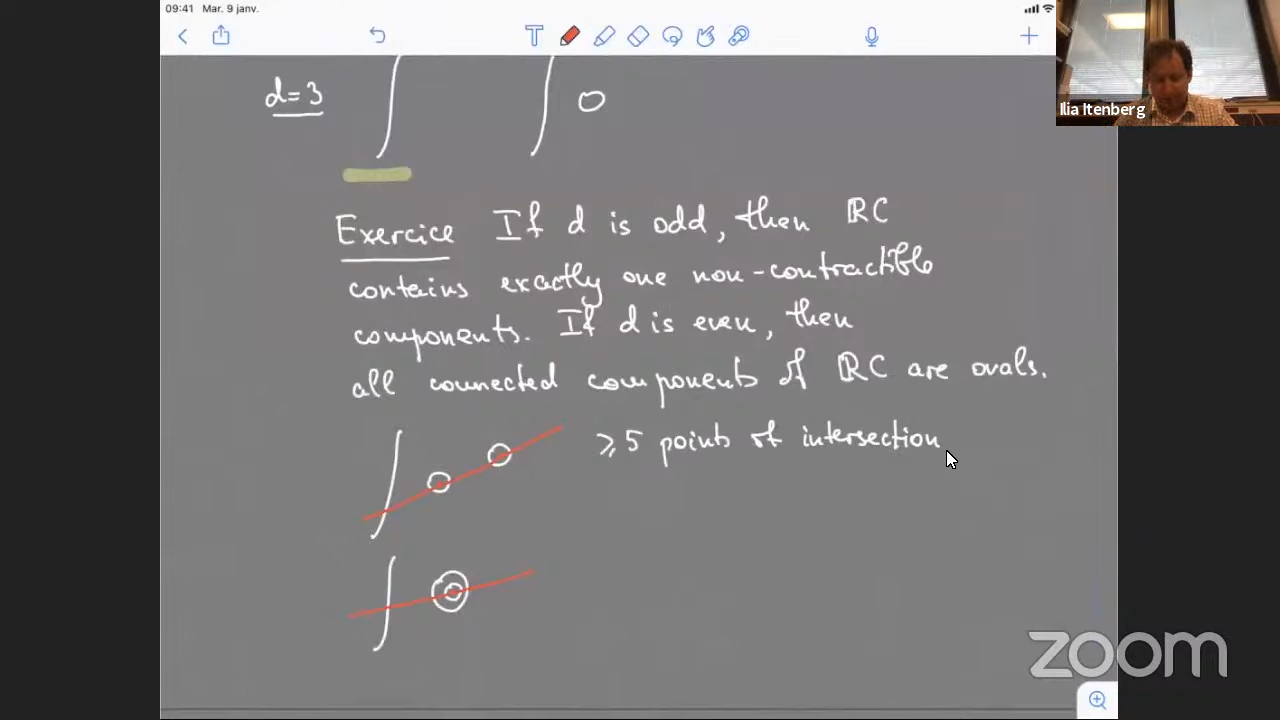 09:41 Mar. 9 janv.
Ilia Itenberg
d=3
Exercice If d is odd, then ℝC
contains exactly one non-contractible
components. If d is even, then
all connected components of ℝC are ovals.
⩾5 points of intersection
zoom